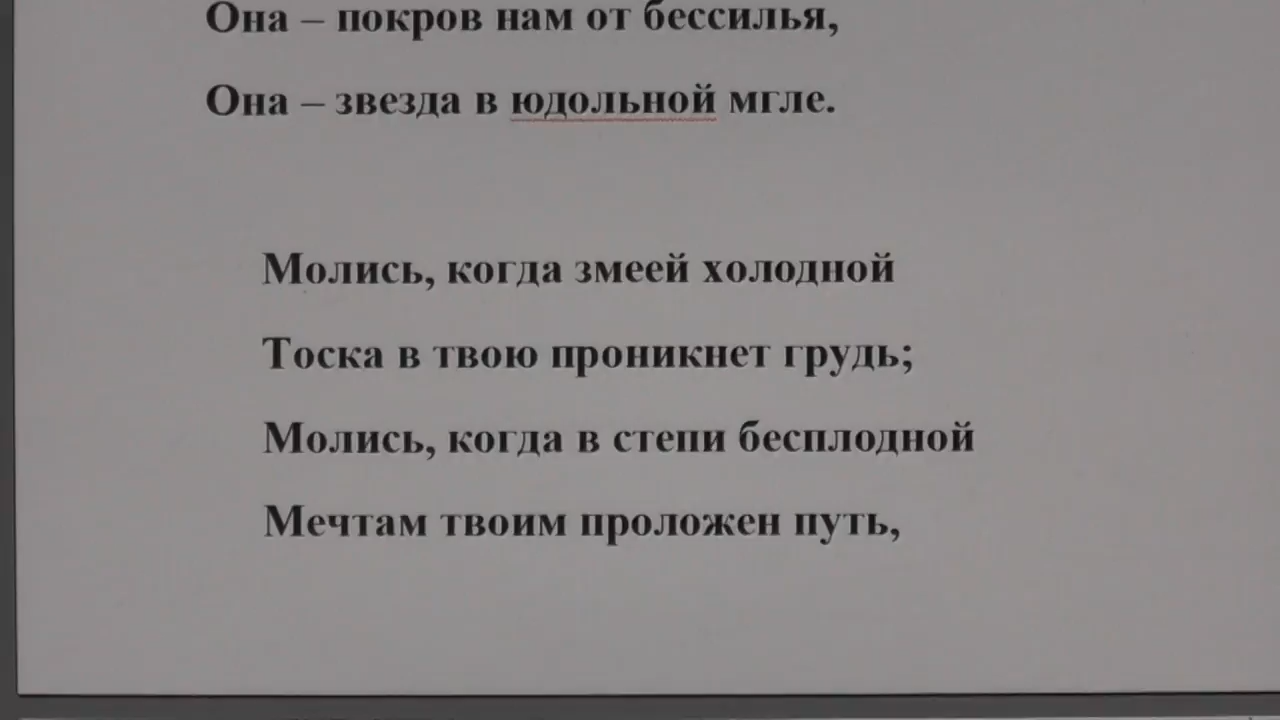 Она – покров нам от бессилья,
Она – звезда в юдольной мгле.
Молись, когда змеей холодной
Тоска в твою проникнет грудь;
Молись, когда в степи бесплодной
Мечтам твоим проложен путь,